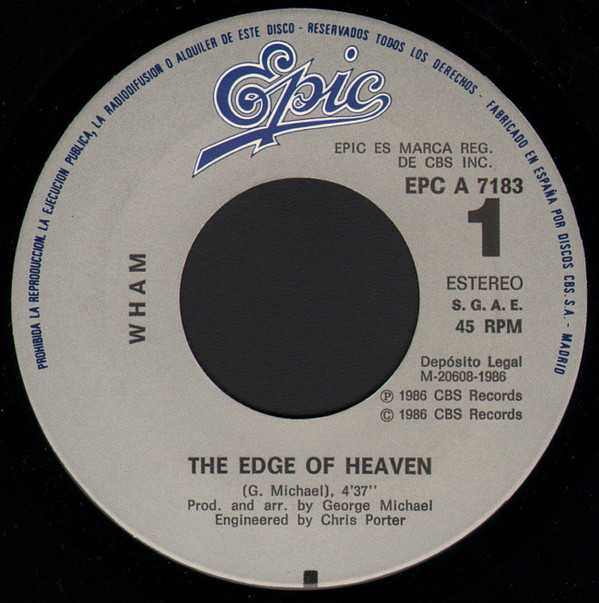 PROHIBIDA LA REPRODUCCION. LA EJECUCION PUBLICA, LA RADIODIFUSION O ALQUILER DE ESTE DISCO - RESERVADOS TODOS LOS DERECHOS - FABRICADO EN ESPAÑA POR DISCOS CBS. S.A. - MADRID
Epic
EPIC ES MARCA REG.
DE CBS INC.
EPC A 7183
1
WHAM
ESTEREO
S. G. A. E.
45 RPM
Depósito Legal
M-20608-1986
Ⓟ 1986 CBS Records
© 1986 CBS Records
THE EDGE OF HEAVEN
(G. Michael), 4'37''
Prod. and arr. by George Michael
Engineered by Chris Porter